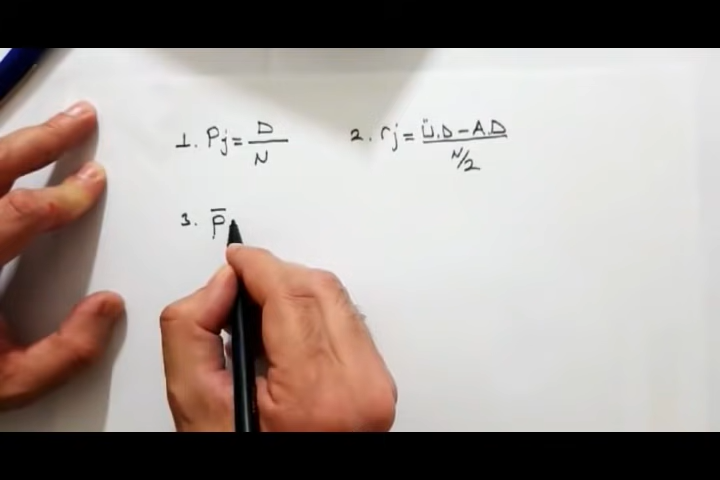 1. Pj = D/N
2. rj = Ü.D – A.D / N/2
3. P̅